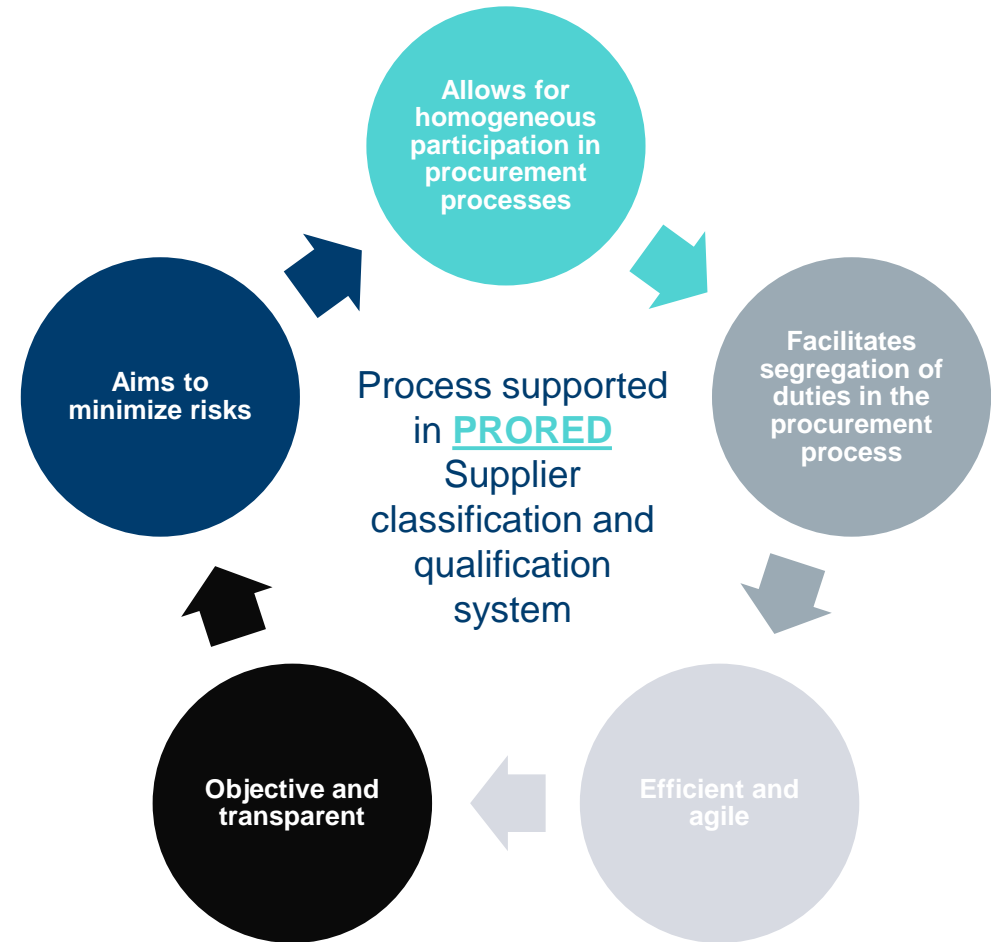 Allows for
homogeneous
participation in
procurement
processes
Facilitates
segregation of
duties in the
procurement
process
Aims to
minimize risks
Process supported
in PRORED
Supplier
classification and
qualification
system
Objective and
transparent
Efficient and
agile